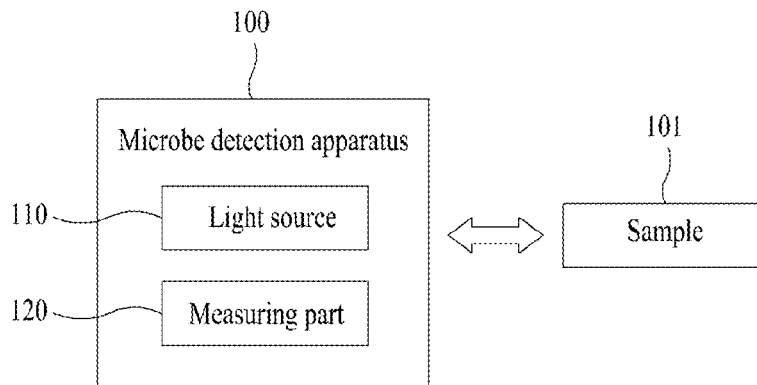 100
Microbe detection apparatus
101
110
Light source
Sample
120
Measuring part